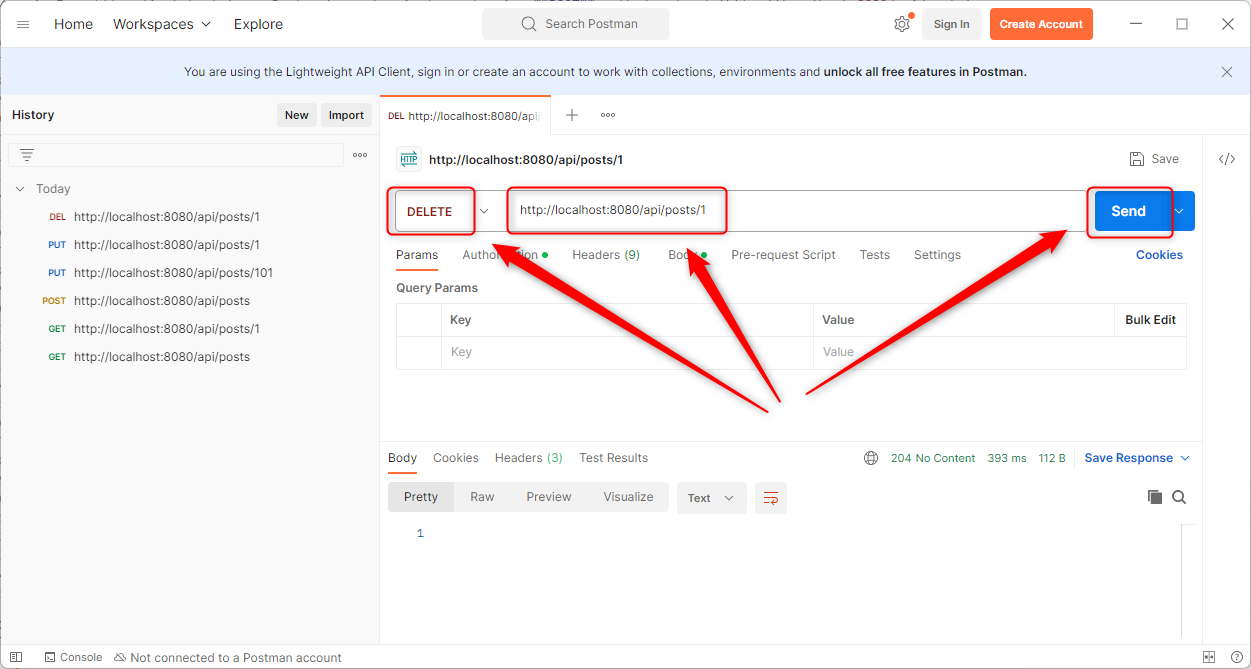 Home Workspaces Explore Search Postman Sign In Create Account
You are using the Lightweight API Client, sign in or create an account to work with collections, environments and unlock all free features in Postman.
History New Import
Today
DEL http://localhost:8080/api/posts/1
PUT http://localhost:8080/api/posts/1
PUT http://localhost:8080/api/posts/101
POST http://localhost:8080/api/posts
GET http://localhost:8080/api/posts/1
GET http://localhost:8080/api/posts
DEL http://localhost:8080/api/
HTTP http://localhost:8080/api/posts/1 Save </>
DELETE http://localhost:8080/api/posts/1 Send
Params Headers (9) Pre-request Script Tests Settings Cookies
Query Params
Key Value Bulk Edit
Key Value
Body Cookies Headers (3) Test Results 204 No Content 393 ms 112 B Save Response
Pretty Raw Preview Visualize Text
1
Console Not connected to a Postman account